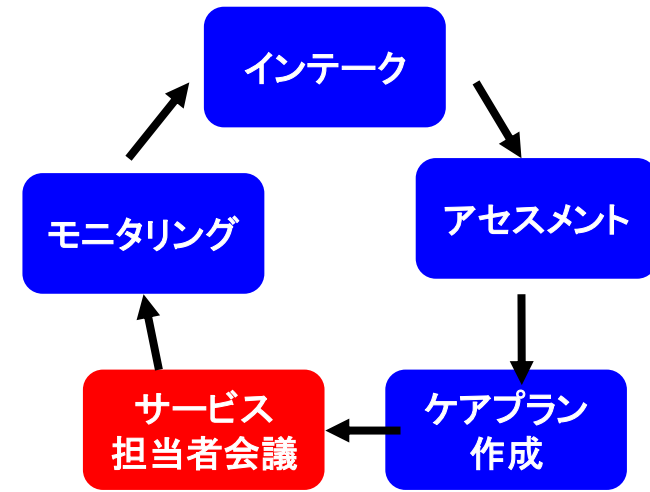 インテーク
アセスメント
ケアプラン
作成
サービス
担当者会議
モニタリング